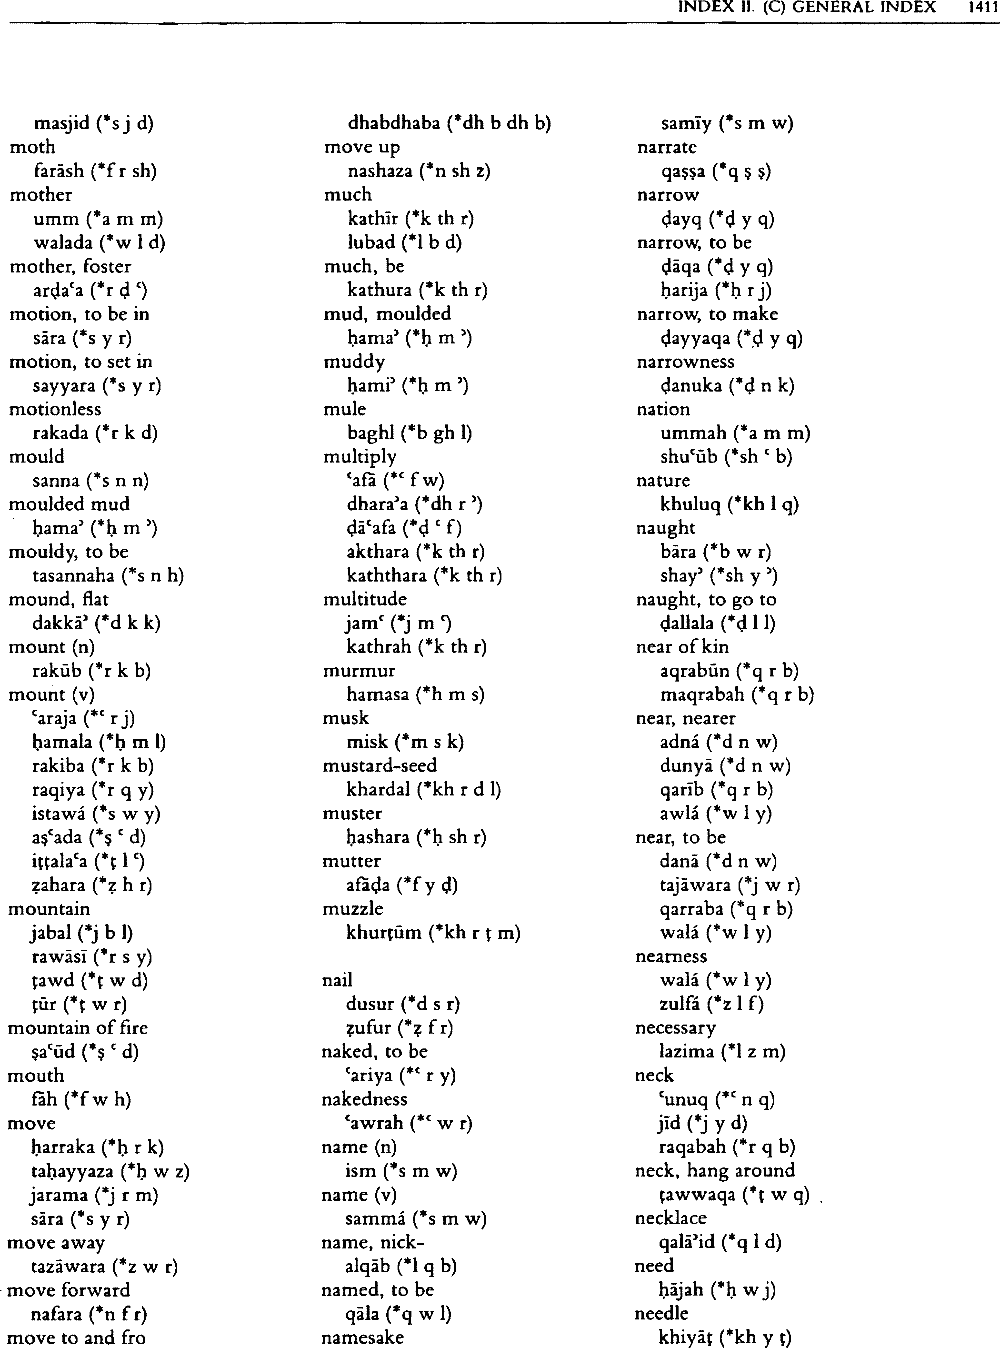 INDEX II. (C) GENERAL INDEX 1411
masjid (*s j d)
moth
farāsh (*f r sh)
mother
umm (*a m m)
walada (*w l d)
mother, foster
arḍaʿa (*r ḍ ʿ)
motion, to be in
sāra (*s y r)
motion, to set in
sayyara (*s y r)
motionless
rakada (*r k d)
mould
sanna (*s n n)
moulded mud
ḥamaʾ (*ḥ m ʾ)
mouldy, to be
tasannaha (*s n h)
mound, flat
dakkāʾ (*d k k)
mount (n)
rakūb (*r k b)
mount (v)
ʿaraja (*ʿ r j)
ḥamala (*ḥ m l)
rakiba (*r k b)
raqiya (*r q y)
istawá (*s w y)
aṣʿada (*ṣ ʿ d)
iṭṭalaʿa (*ṭ l ʿ)
ẓahara (*ẓ h r)
mountain
jabal (*j b l)
rawāsī (*r s y)
ṭawd (*ṭ w d)
ṭūr (*ṭ w r)
mountain of fire
ṣaʿūd (*ṣ ʿ d)
mouth
fāh (*f w h)
move
ḥarraka (*ḥ r k)
taḥayyaza (*ḥ w z)
jarama (*j r m)
sāra (*s y r)
move away
tazāwara (*z w r)
move forward
nafara (*n f r)
move to and fro
dhabdhaba (*dh b dh b)
move up
nashaza (*n sh z)
much
kathīr (*k th r)
lubad (*l b d)
much, be
kathura (*k th r)
mud, moulded
ḥamaʾ (*ḥ m ʾ)
muddy
ḥamiʾ (*ḥ m ʾ)
mule
baghl (*b gh l)
multiply
ʿafā (*ʿ f w)
dharaʾa (*dh r ʾ)
ḍāʿafa (*ḍ ʿ f)
akthara (*k th r)
kaththara (*k th r)
multitude
jamʿ (*j m ʿ)
kathrah (*k th r)
murmur
hamasa (*h m s)
musk
misk (*m s k)
mustard-seed
khardal (*kh r d l)
muster
ḥashara (*ḥ sh r)
mutter
afāḍa (*f y ḍ)
muzzle
khurṭūm (*kh r ṭ m)
nail
dusur (*d s r)
ẓufur (*ẓ f r)
naked, to be
ʿariya (*ʿ r y)
nakedness
ʿawrah (*ʿ w r)
name (n)
ism (*s m w)
name (v)
sammá (*s m w)
name, nick-
alqāb (*l q b)
named, to be
qāla (*q w l)
namesake
samīy (*s m w)
narrate
qaṣṣa (*q ṣ ṣ)
narrow
ḍayq (*ḍ y q)
narrow, to be
ḍāqa (*ḍ y q)
ḥarija (*ḥ r j)
narrow, to make
ḍayyaqa (*ḍ y q)
narrowness
ḍanuka (*ḍ n k)
nation
ummah (*a m m)
shuʿūb (*sh ʿ b)
nature
khuluq (*kh l q)
naught
bāra (*b w r)
shayʾ (*sh y ʾ)
naught, to go to
ḍallala (*ḍ l l)
near of kin
aqrabūn (*q r b)
maqrabah (*q r b)
near, nearer
adná (*d n w)
dunyā (*d n w)
qarīb (*q r b)
awlá (*w l y)
near, to be
danā (*d n w)
tajāwara (*j w r)
qarraba (*q r b)
walá (*w l y)
nearness
walá (*w l y)
zulfá (*z l f)
necessary
lazima (*l z m)
neck
ʿunuq (*ʿ n q)
jīd (*j y d)
raqabah (*r q b)
neck, hang around
ṭawwaqa (*ṭ w q)
necklace
qalāʾid (*q l d)
need
ḥājah (*ḥ w j)
needle
khiyāṭ (*kh y ṭ)